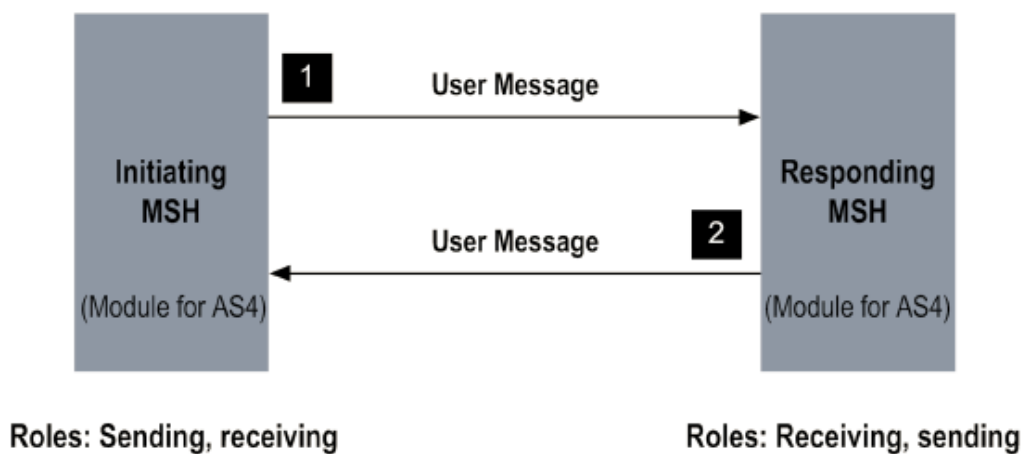 1
User Message
Initiating
MSH
(Module for AS4)
User Message
2
Responding
MSH
(Module for AS4)
Roles: Sending, receiving
Roles: Receiving, sending